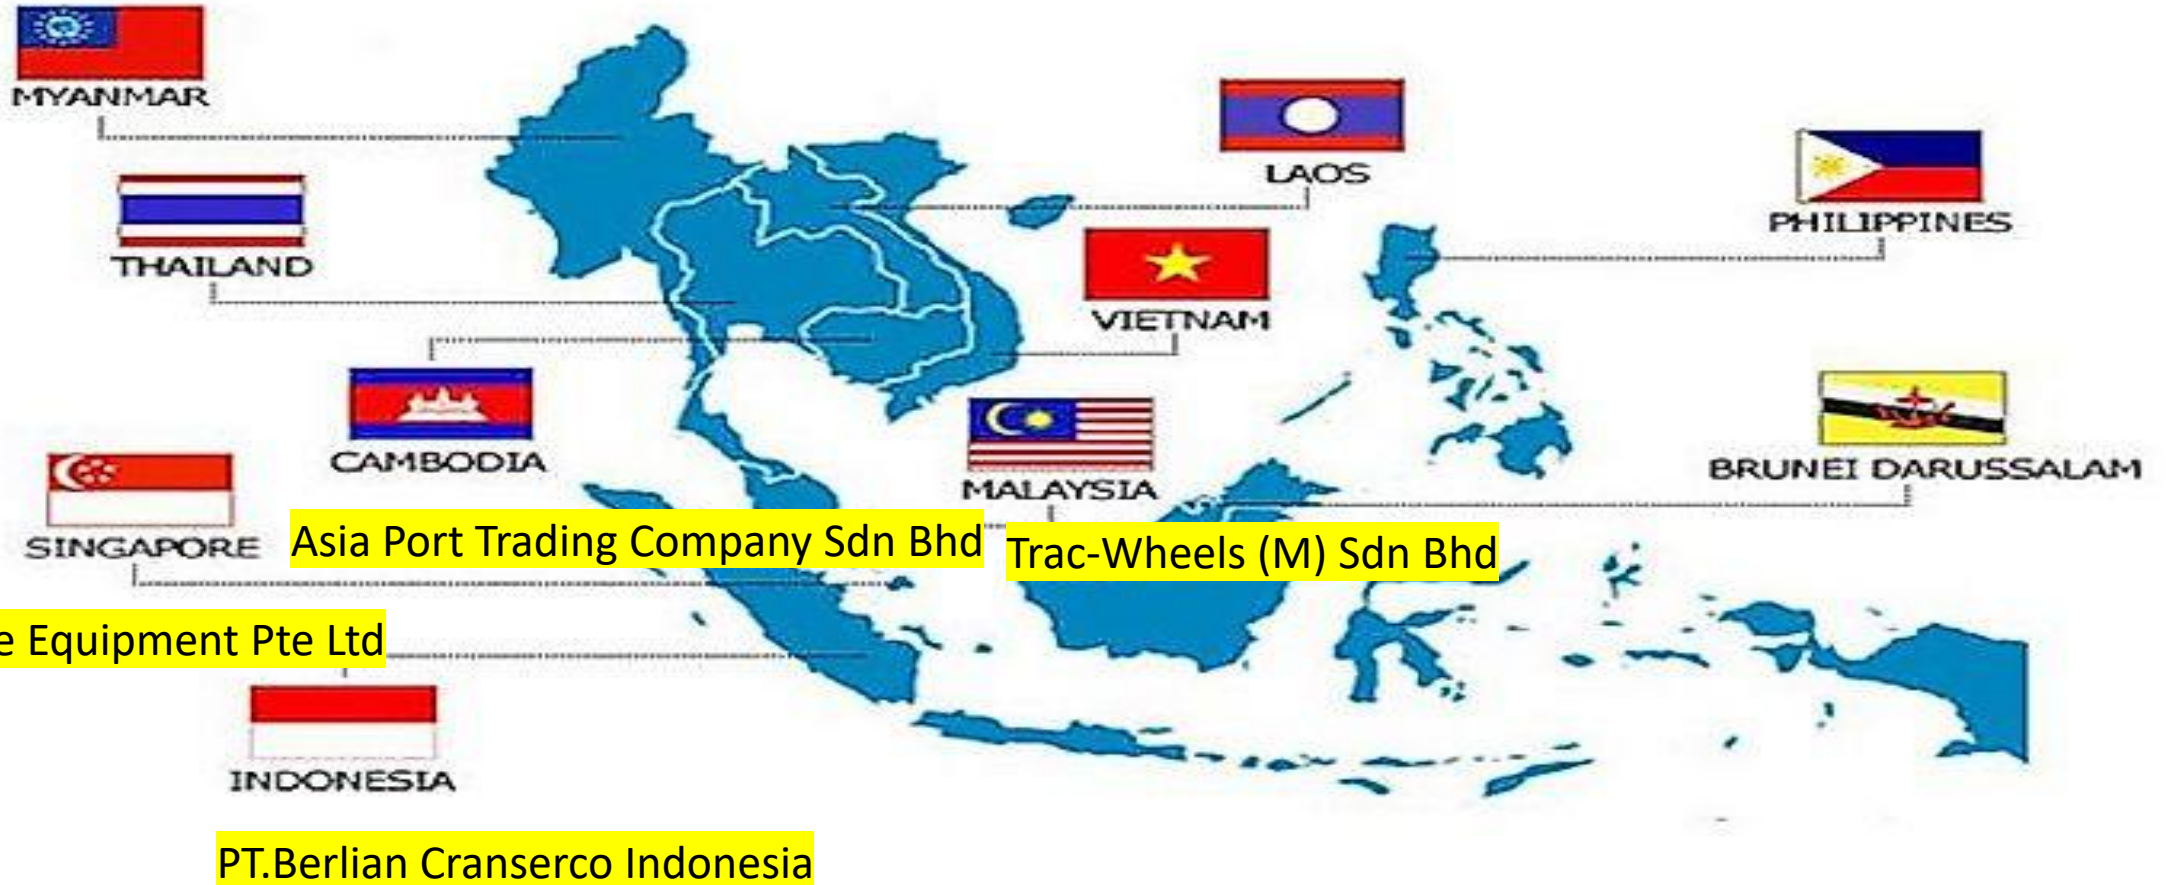 MYANMAR
LAOS
PHILIPPINES
THAILAND
VIETNAM
CAMBODIA
MALAYSIA
BRUNEI DARUSSALAM
SINGAPORE
Asia Port Trading Company Sdn Bhd
Trac-Wheels (M) Sdn Bhd
e Equipment Pte Ltd
INDONESIA
PT.Berlian Cranserco Indonesia